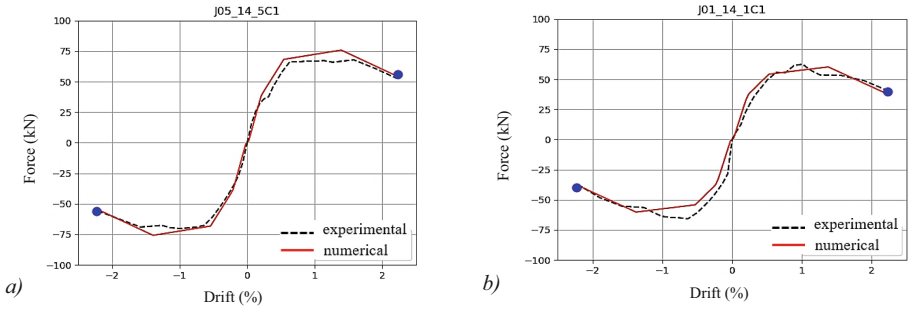 J05_14_5C1
100
75
50
25
0
−25
−50
−75
−100
Force (kN)
−2
−1
0
1
2
Drift (%)
experimental
numerical
a)
J01_14_1C1
100
75
50
25
0
−25
−50
−75
−100
Force (kN)
−2
−1
0
1
2
Drift (%)
experimental
numerical
b)